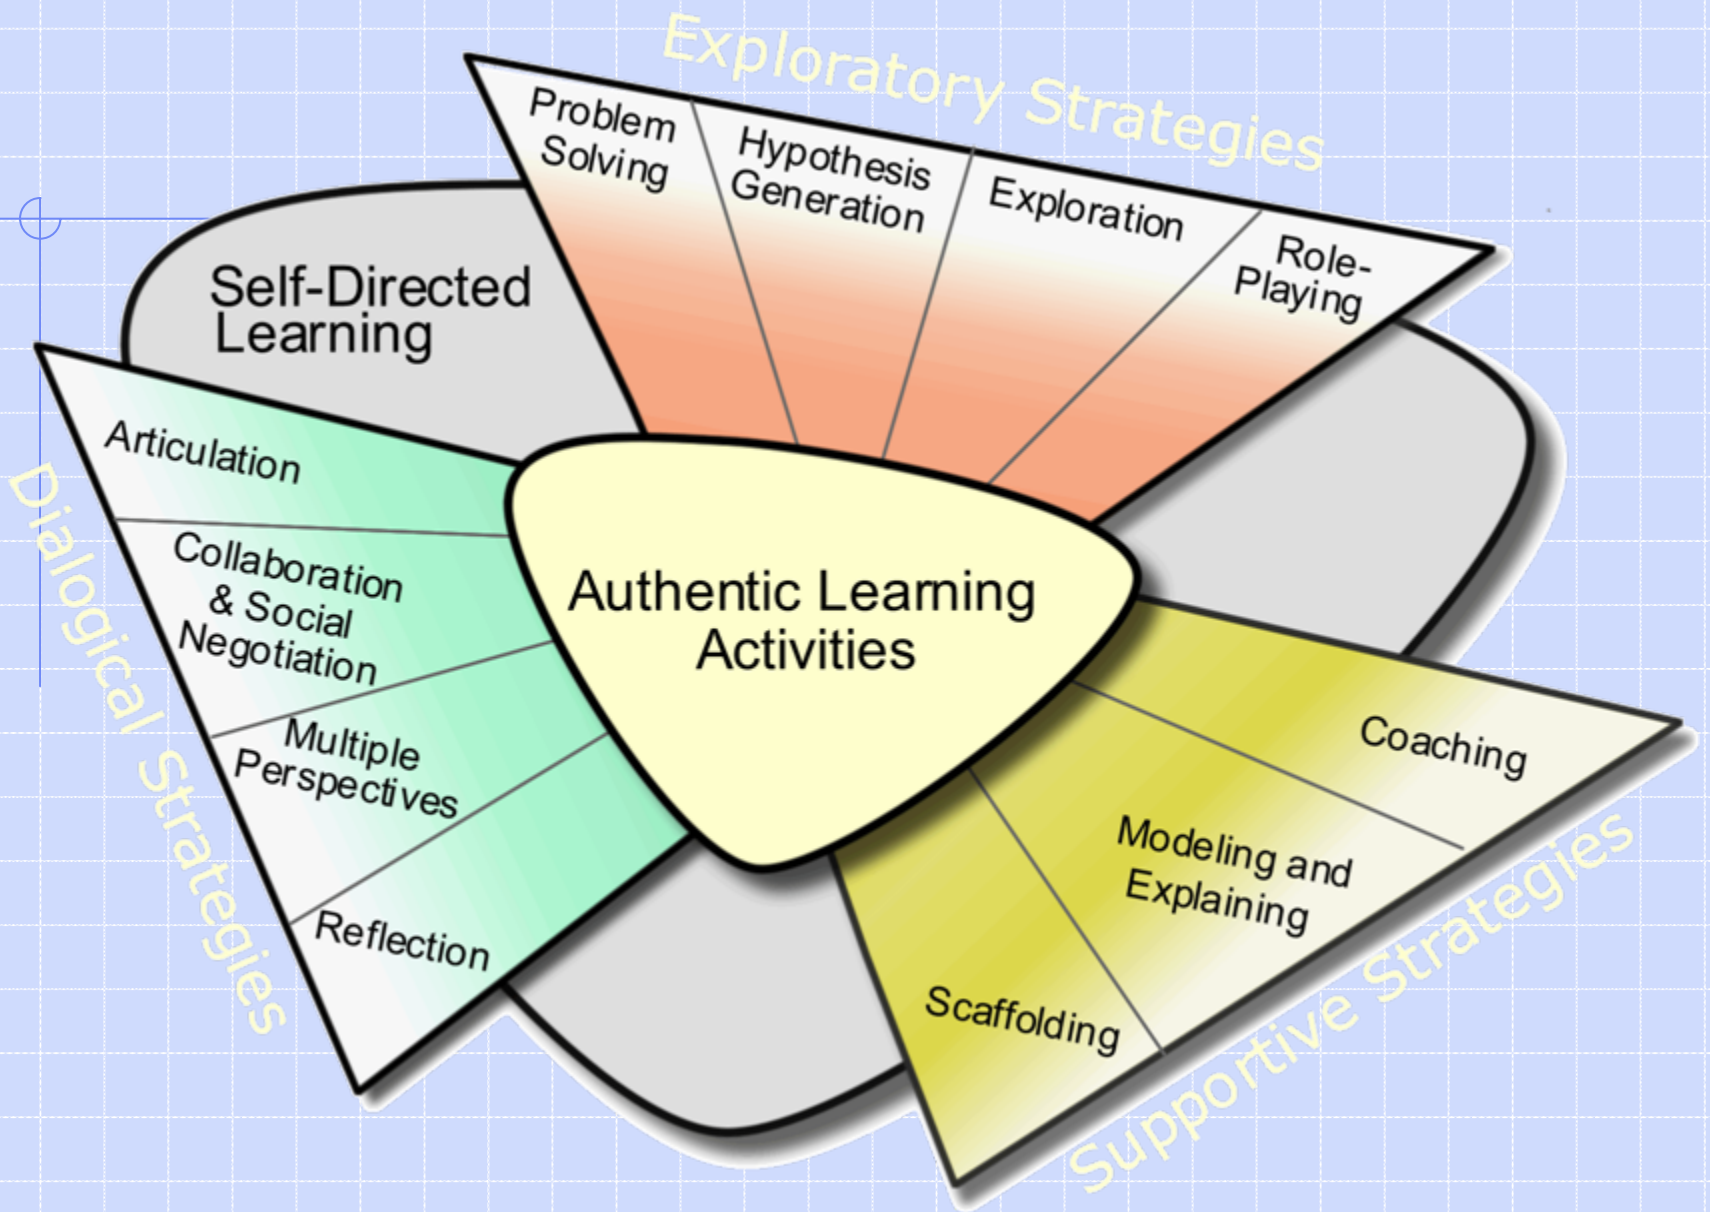 Exploratory Strategies
Problem
Solving
Hypothesis
Generation
Exploration
Role-
Playing
Self-Directed
Learning
Dialogical Strategies
Articulation
Collaboration
& Social
Negotiation
Multiple
Perspectives
Reflection
Authentic Learning
Activities
Coaching
Modeling and
Explaining
Scaffolding
Supportive Strategies